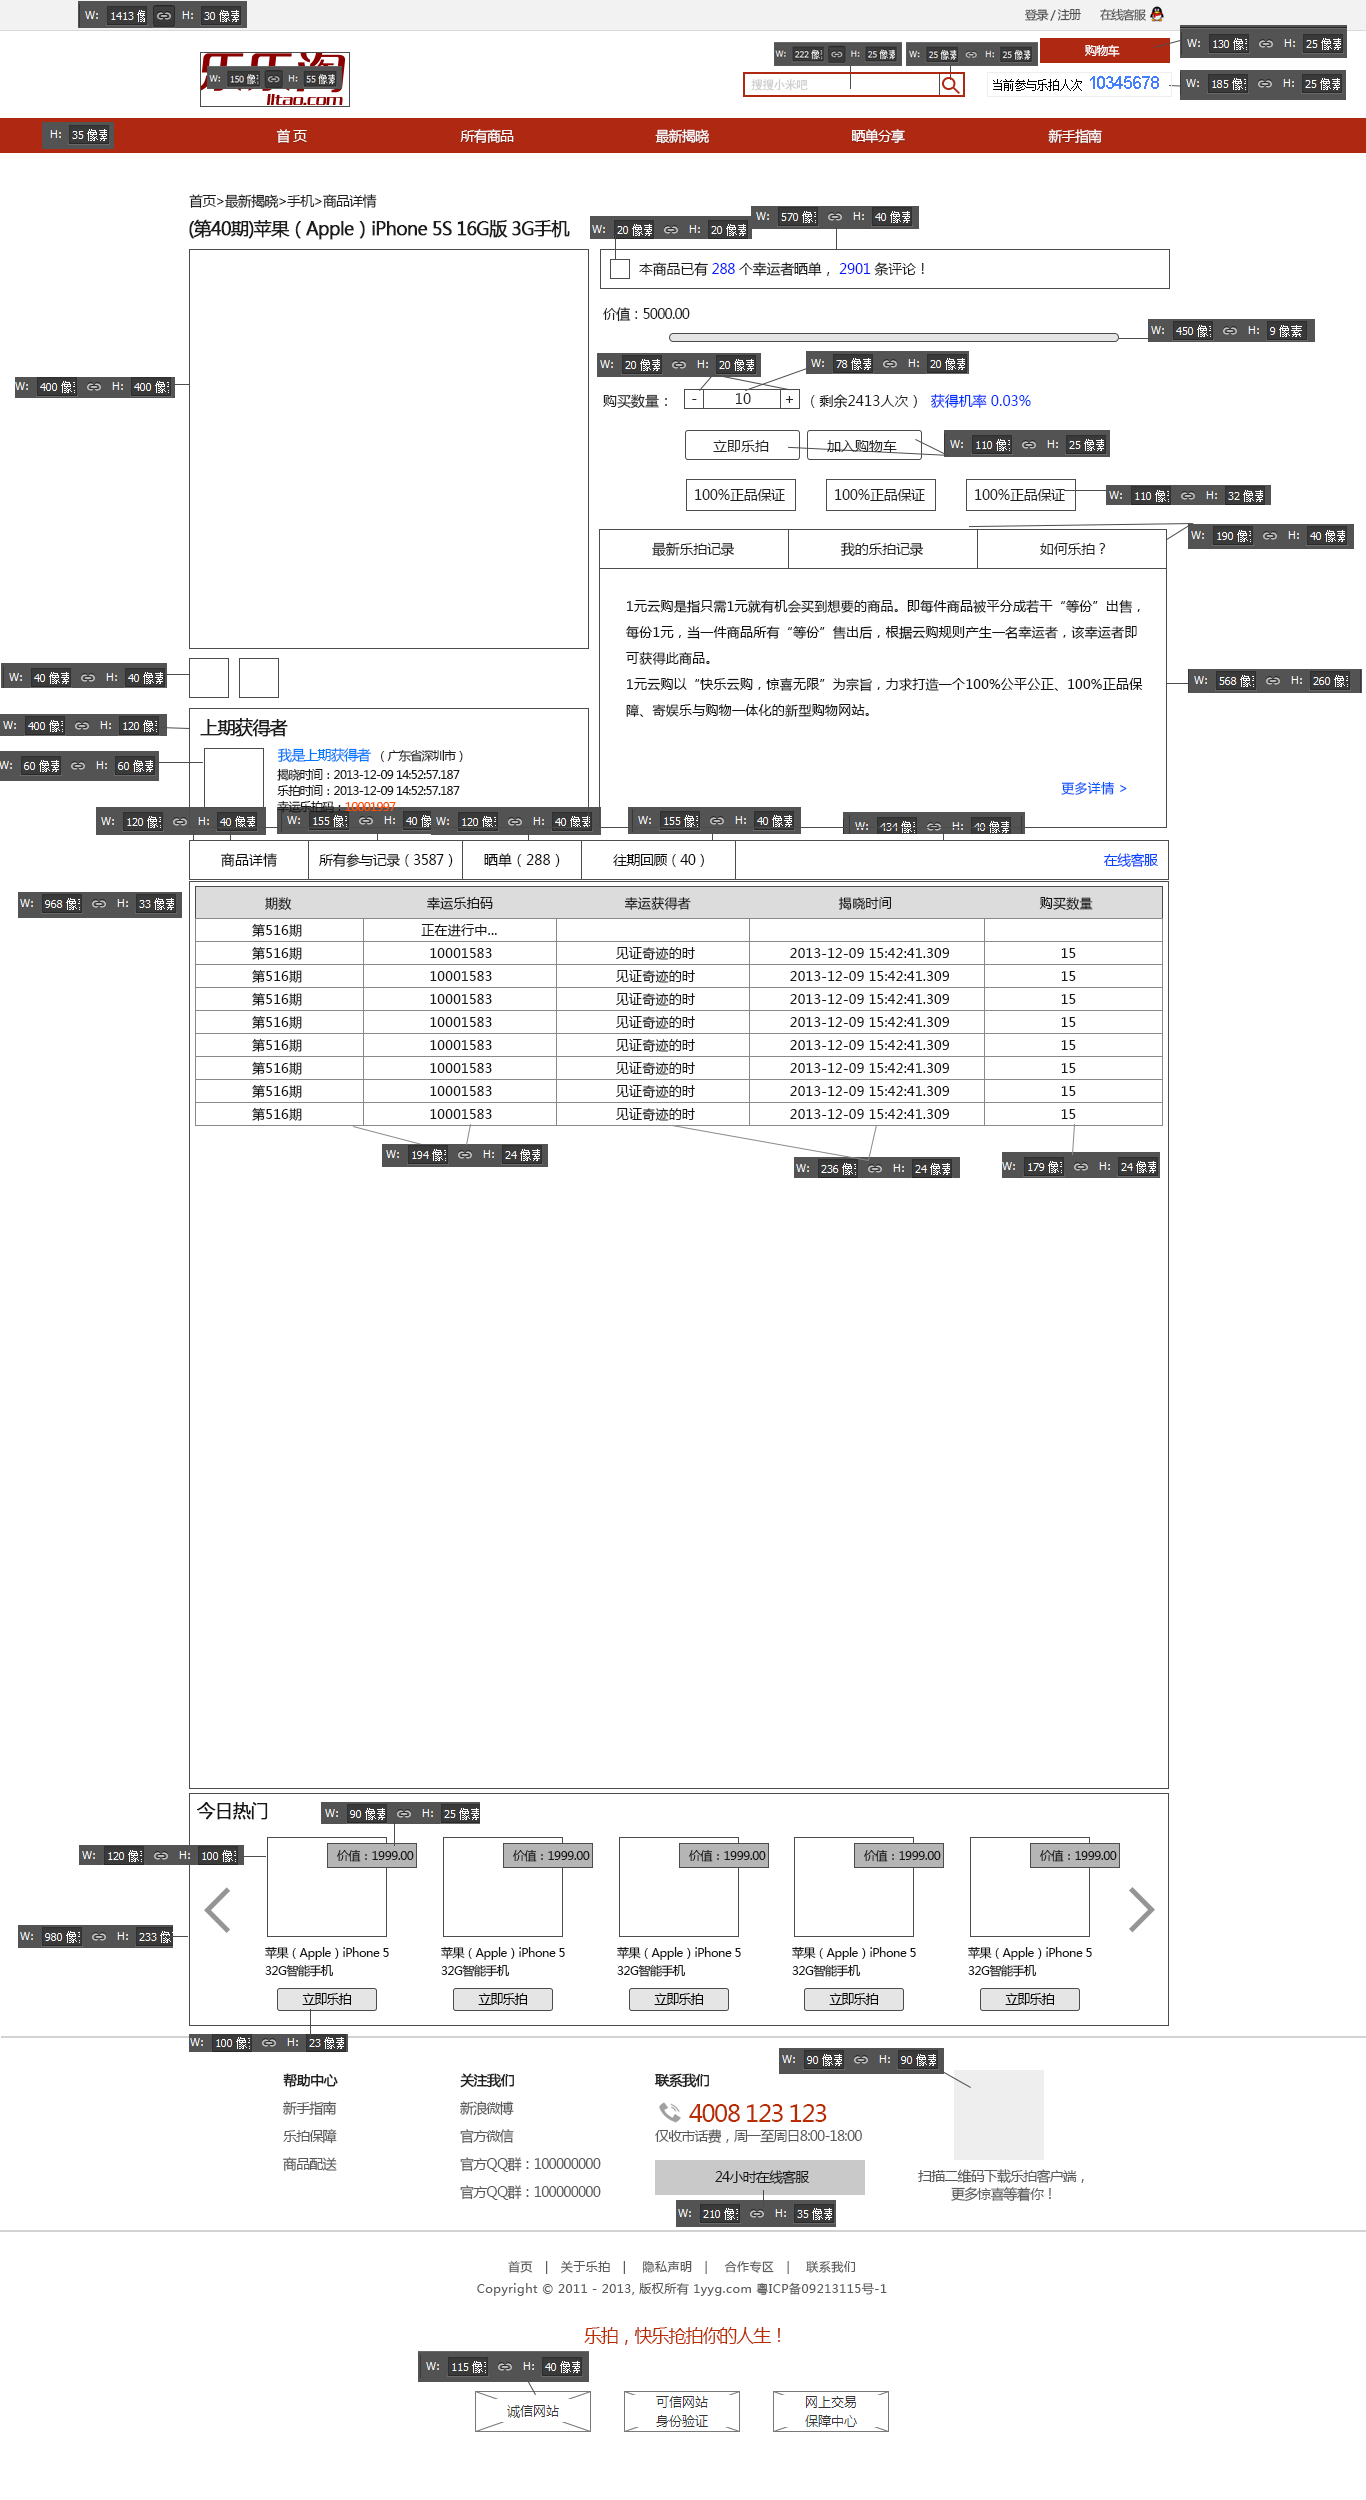 W: 1413 像 H: 30 像素
登录 / 注册 在线客服
W: 222 像 H: 25 像素
W: 25 像素 H: 25 像素
购物车
W: 130 像 H: 25 像素
乐乐淘
lltao.com
W: 150 像 H: 55 像素
搜搜小米吧
当前参与乐拍人次 10345678
W: 185 像 H: 25 像素
H: 35 像素
首 页 所有商品 最新揭晓 晒单分享 新手指南
首页>最新揭晓>手机>商品详情
(第40期)苹果（Apple）iPhone 5S 16G版 3G手机
W: 20 像素 H: 20 像素
W: 570 像 H: 40 像素
本商品已有 288 个幸运者晒单， 2901 条评论！
价值：5000.00
W: 450 像 H: 9 像素
W: 20 像素 H: 20 像素
W: 78 像素 H: 20 像素
W: 400 像 H: 400 像
购买数量： - 10 + （ 剩余2413人次 ） 获得机率 0.03%
立即乐拍 加入购物车
W: 110 像 H: 25 像素
100%正品保证 100%正品保证 100%正品保证
W: 110 像 H: 32 像素
W: 190 像 H: 40 像素
最新乐拍记录 我的乐拍记录 如何乐拍？
1元云购是指只需1元就有机会买到想要的商品。即每件商品被平分成若干“等份”出售，
每份1元，当一件商品所有“等份”售出后，根据云购规则产生一名幸运者，该幸运者即
可获得此商品。
1元云购以“快乐云购，惊喜无限”为宗旨，力求打造一个100%公平公正、100%正品保
障、寄娱乐与购物一体化的新型购物网站。
更多详情 >
W: 568 像 H: 260 像
W: 40 像素 H: 40 像素
W: 400 像 H: 120 像
W: 60 像素 H: 60 像素
上期获得者
我是上期获得者 （ 广东省深圳市 ）
揭晓时间：2013-12-09 14:52:57.187
乐拍时间：2013-12-09 14:52:57.187
幸运乐拍码：10001997
W: 120 像 H: 40 像素
W: 155 像 H: 40 像
W: 120 像 H: 40 像素
W: 155 像 H: 40 像素
W: 434 像 H: 40 像素
商品详情 所有参与记录（3587 ） 晒单（288 ） 往期回顾（40 ） 在线客服
W: 968 像 H: 33 像素
期数 幸运乐拍码 幸运获得者 揭晓时间 购买数量
第516期 正在进行中...
第516期 10001583 见证奇迹的时 2013-12-09 15:42:41.309 15
第516期 10001583 见证奇迹的时 2013-12-09 15:42:41.309 15
第516期 10001583 见证奇迹的时 2013-12-09 15:42:41.309 15
第516期 10001583 见证奇迹的时 2013-12-09 15:42:41.309 15
第516期 10001583 见证奇迹的时 2013-12-09 15:42:41.309 15
第516期 10001583 见证奇迹的时 2013-12-09 15:42:41.309 15
第516期 10001583 见证奇迹的时 2013-12-09 15:42:41.309 15
第516期 10001583 见证奇迹的时 2013-12-09 15:42:41.309 15
W: 194 像 H: 24 像素
W: 236 像 H: 24 像素
W: 179 像 H: 24 像素
今日热门
W: 90 像素 H: 25 像素
W: 120 像 H: 100 像
价值：1999.00 价值：1999.00 价值：1999.00 价值：1999.00 价值：1999.00
W: 980 像 H: 233 像
苹果（Apple）iPhone 5 苹果（Apple）iPhone 5 苹果（Apple）iPhone 5 苹果（Apple）iPhone 5 苹果（Apple）iPhone 5
32G智能手机 32G智能手机 32G智能手机 32G智能手机 32G智能手机
立即乐拍 立即乐拍 立即乐拍 立即乐拍 立即乐拍
W: 100 像 H: 23 像素
W: 90 像素 H: 90 像素
帮助中心 关注我们 联系我们
新手指南 新浪微博 4008 123 123
乐拍保障 官方微信 仅收市话费，周一至周日8:00-18:00
商品配送 官方QQ群：100000000 24小时在线客服
官方QQ群：100000000
扫描二维码下载乐拍客户端，
更多惊喜等着你！
W: 210 像 H: 35 像素
首页 | 关于乐拍 | 隐私声明 | 合作专区 | 联系我们
Copyright © 2011 - 2013, 版权所有 1yyg.com 粤ICP备09213115号-1
乐拍，快乐抢拍你的人生！
W: 115 像 H: 40 像素
诚信网站
可信网站
身份验证
网上交易
保障中心